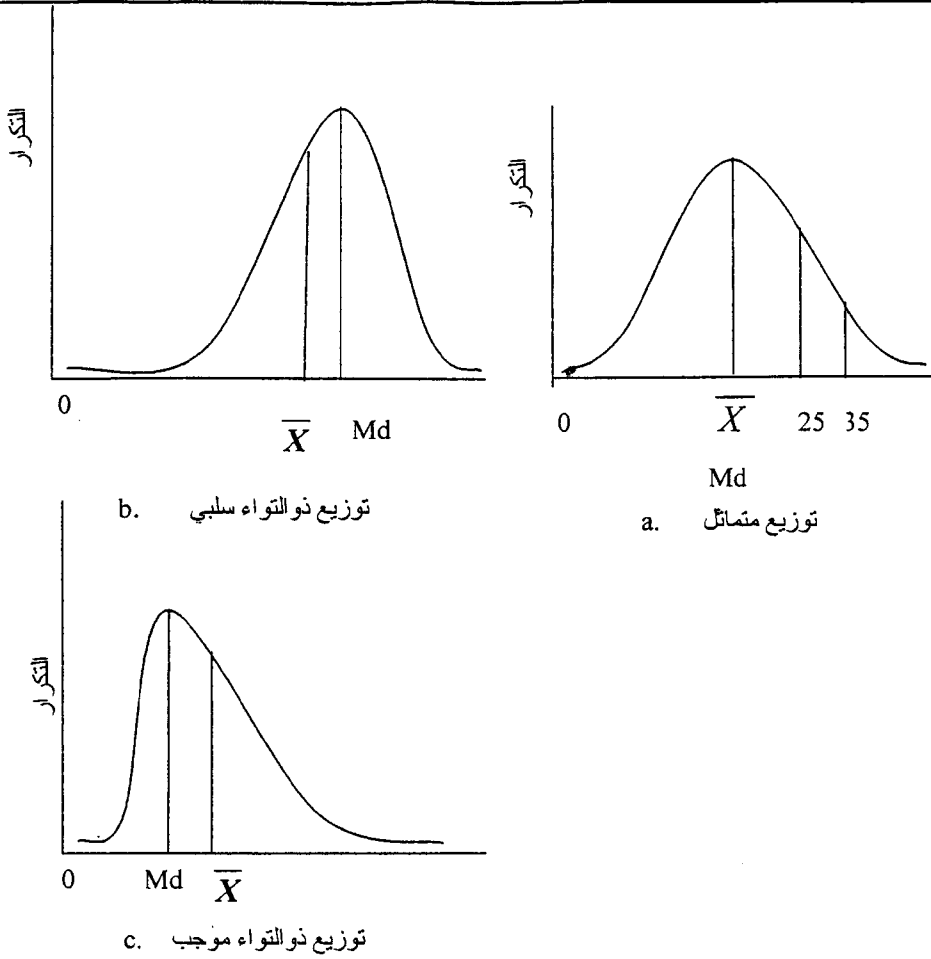 التكرار
0
X̄ Md
b. توزيع ذو التواء سلبي
التكرار
0 X̄ 25 35
Md
a. توزيع متماثل
التكرار
0 Md X̄
c. توزيع ذو التواء موجب